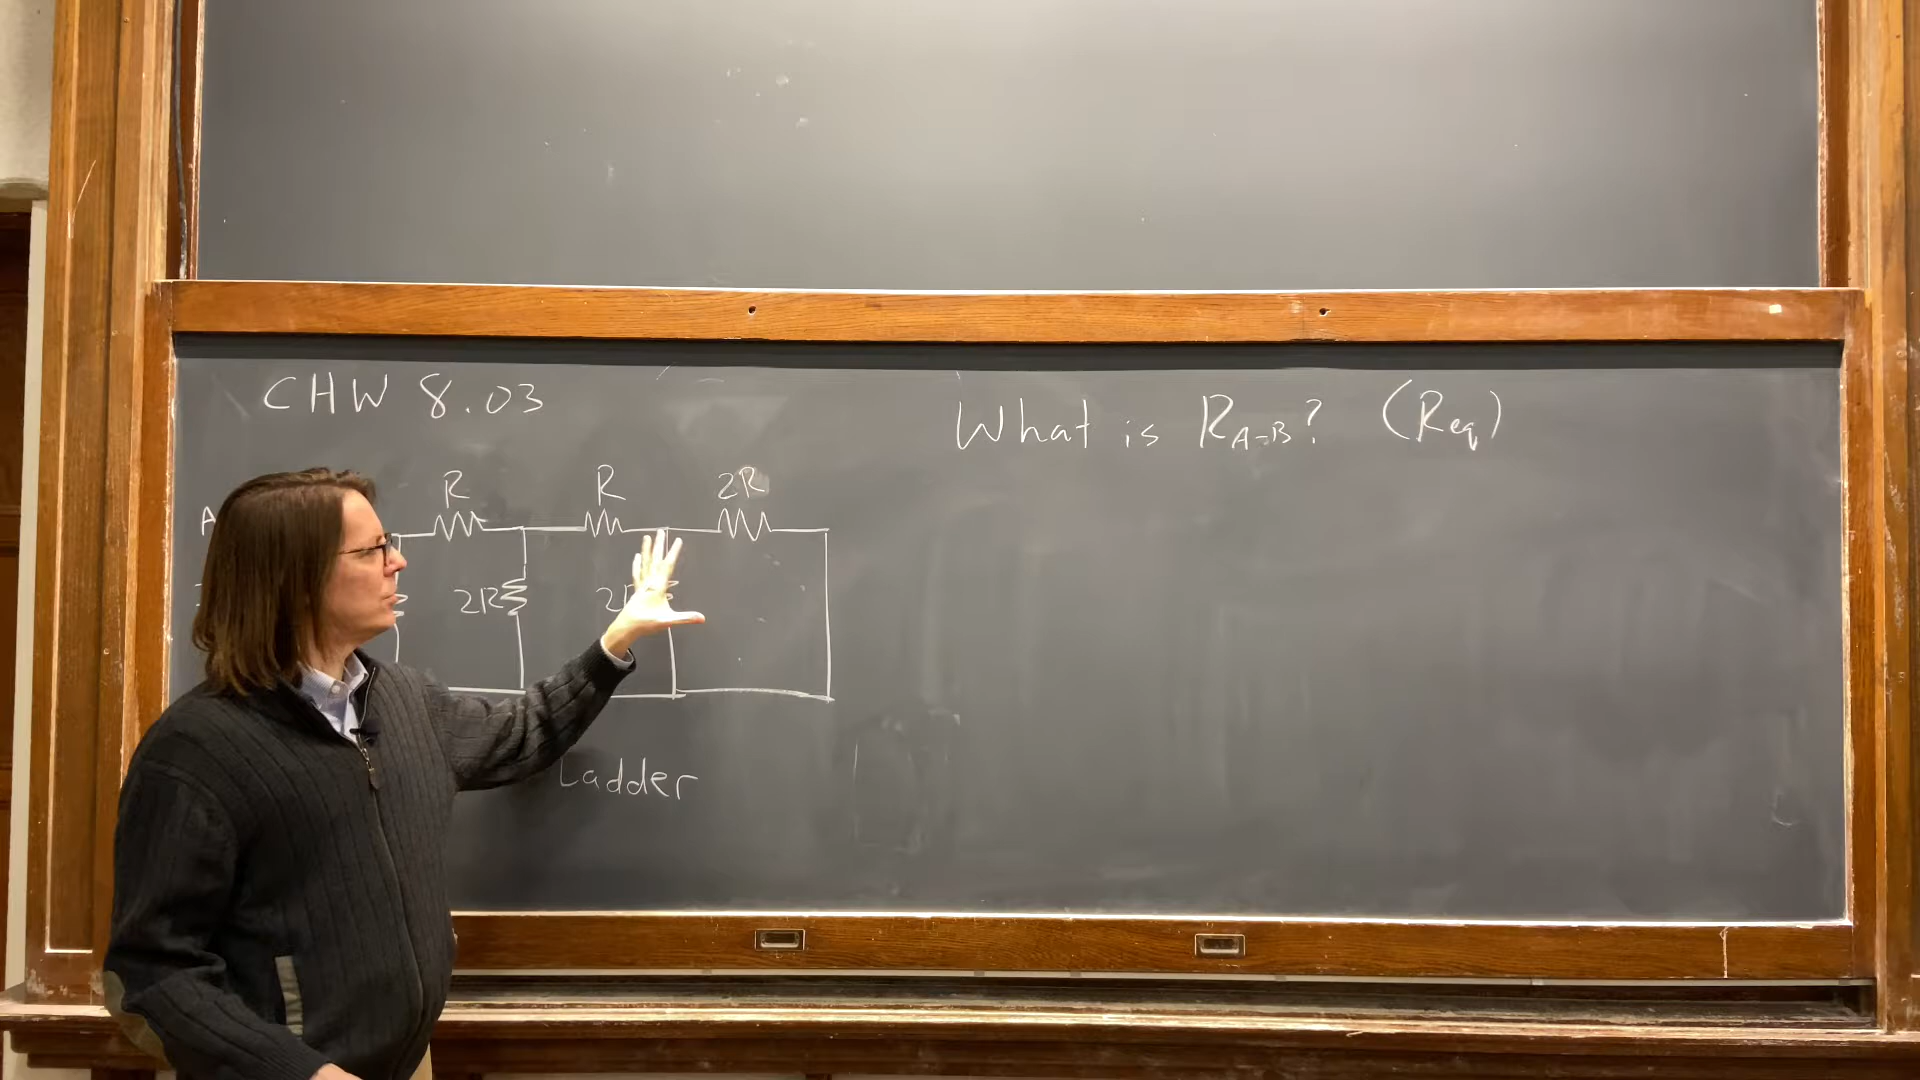 CHW 8.03
What is R_A-B? (Req)
R R 2R
A
2R
Ladder